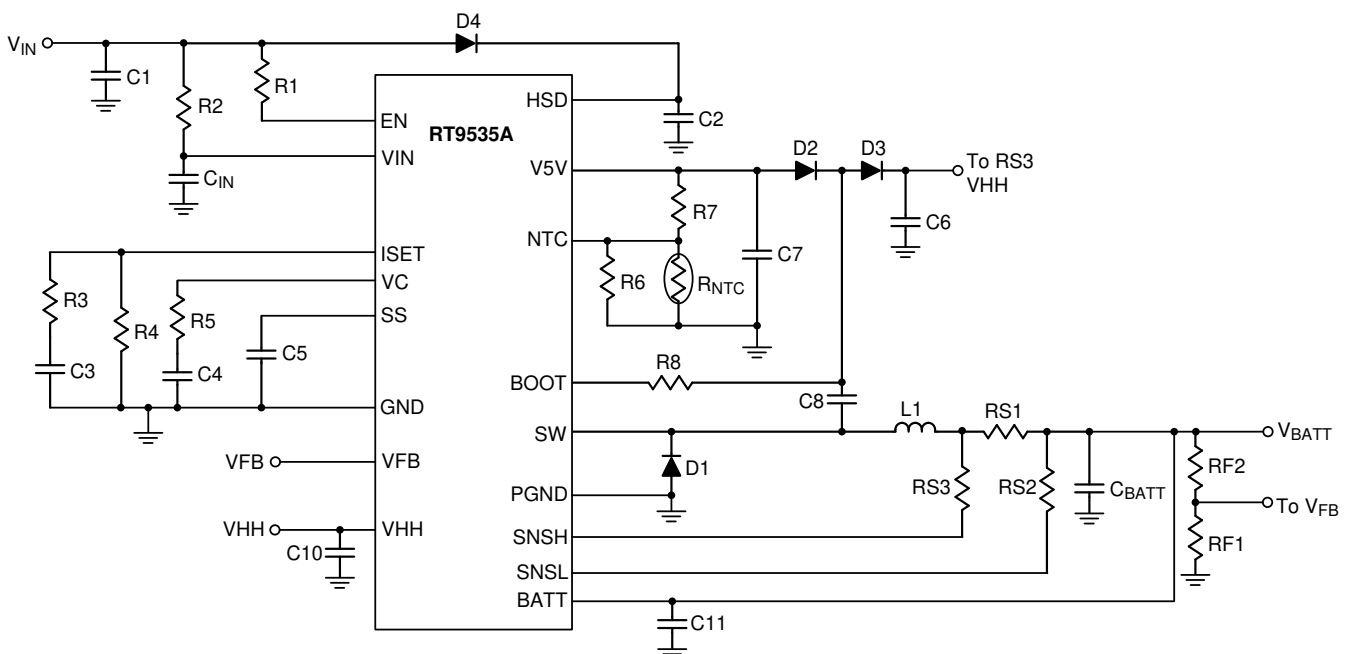 D4
VIN
C1
R1
R2
HSD
C2
EN
RT9535A
VIN
CIN
V5V
D2
D3
To RS3
VHH
R7
C6
NTC
C7
ISET
R6
RNTC
VC
R3
R4
R5
SS
C5
C3
C4
R8
BOOT
C8
GND
L1
RS1
SW
VBATT
VFB
VFB
D1
RF2
PGND
RS3
RS2
CBATT
To VFB
VHH
VHH
C10
SNSH
RF1
SNSL
BATT
C11